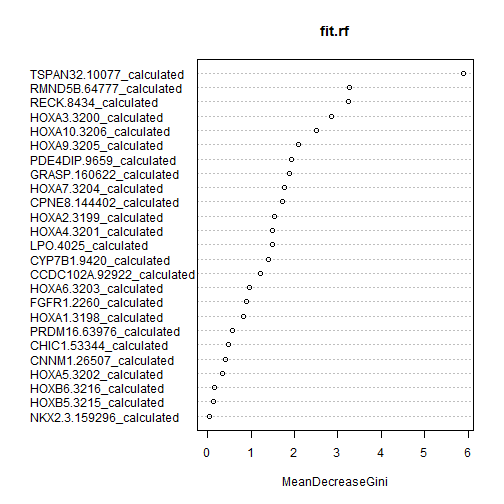 fit.rf
TSPAN32.10077_calculated
RMND5B.64777_calculated
RECK.8434_calculated
HOXA3.3200_calculated
HOXA10.3206_calculated
HOXA9.3205_calculated
PDE4DIP.9659_calculated
GRASP.160622_calculated
HOXA7.3204_calculated
CPNE8.144402_calculated
HOXA2.3199_calculated
HOXA4.3201_calculated
LPO.4025_calculated
CYP7B1.9420_calculated
CCDC102A.92922_calculated
HOXA6.3203_calculated
FGFR1.2260_calculated
HOXA1.3198_calculated
PRDM16.63976_calculated
CHIC1.53344_calculated
CNNM1.26507_calculated
HOXA5.3202_calculated
HOXB6.3216_calculated
HOXB5.3215_calculated
NKX2.3.159296_calculated
0 1 2 3 4 5 6
MeanDecreaseGini